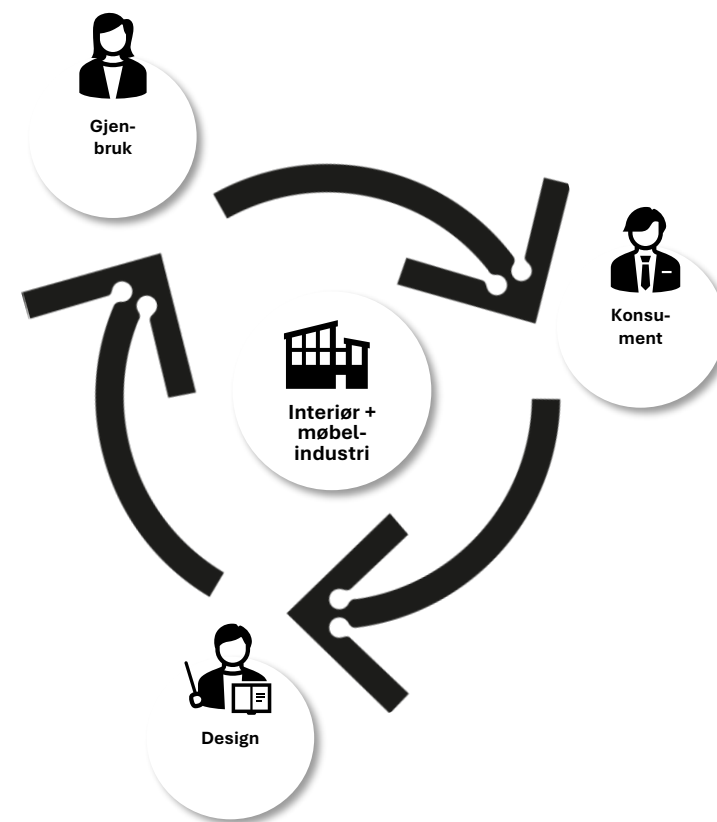 Gjen-
bruk
Konsu-
ment
Interiør +
møbel-
industri
Design